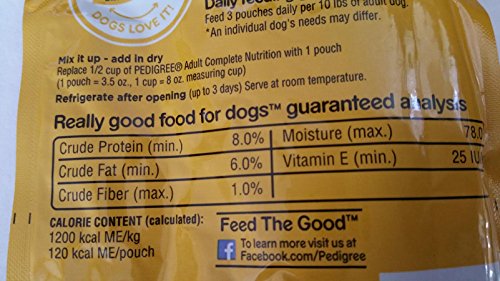 DOGS LOVE IT!
Feed 3 pouches daily per 10 lbs of adult dog.
*An individual dog's needs may differ.
Mix it up - add in dry
Replace 1/2 cup of PEDIGREE® Adult Complete Nutrition with 1 pouch
(1 pouch = 3.5 oz., 1 cup = 8 oz. measuring cup)
Refrigerate after opening (up to 3 days) Serve at room temperature.
Really good food for dogs™ guaranteed analysis
Crude Protein (min.) 8.0% Moisture (max.) 78.0
Crude Fat (min.) 6.0% Vitamin E (min.) 25 IU
Crude Fiber (max.) 1.0%
CALORIE CONTENT (calculated):
1200 kcal ME/kg
120 kcal ME/pouch
Feed The Good™
f To learn more visit us at
Facebook.com/Pedigree